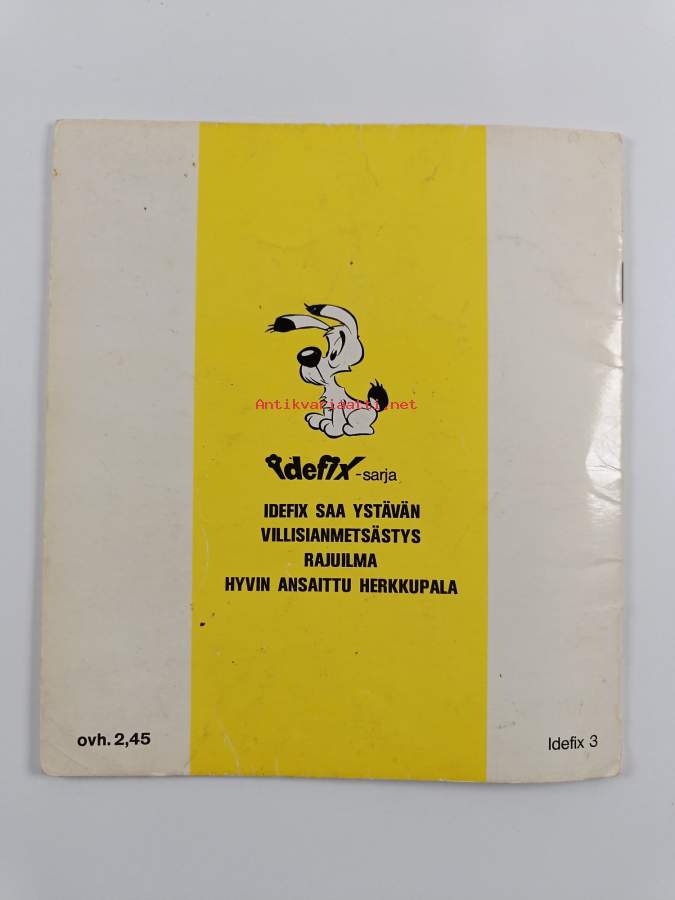 Antikvariaatti.net
idefix-sarja
IDEFIX SAA YSTÄVÄN
VILLISIANMETSÄSTYS
RAJUILMA
HYVIN ANSAITTU HERKKUPALA
ovh. 2,45
Idefix 3